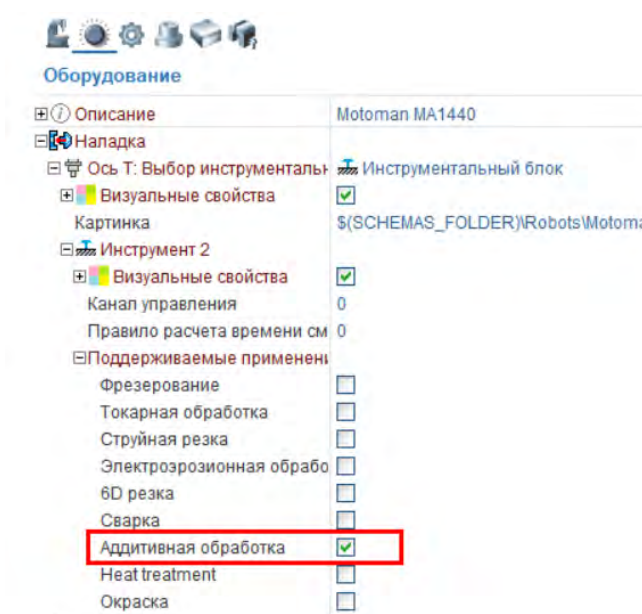 Оборудование
Описание Motoman MA1440
Наладка
Ось T: Выбор инструментальн Инструментальный блок
Визуальные свойства
Картинка $(SCHEMAS_FOLDER)\Robots\Motoma
Инструмент 2
Визуальные свойства
Канал управления 0
Правило расчета времени см 0
Поддерживаемые применени
Фрезерование
Токарная обработка
Струйная резка
Электроэрозионная обрабо
6D резка
Сварка
Аддитивная обработка
Heat treatment
Окраска